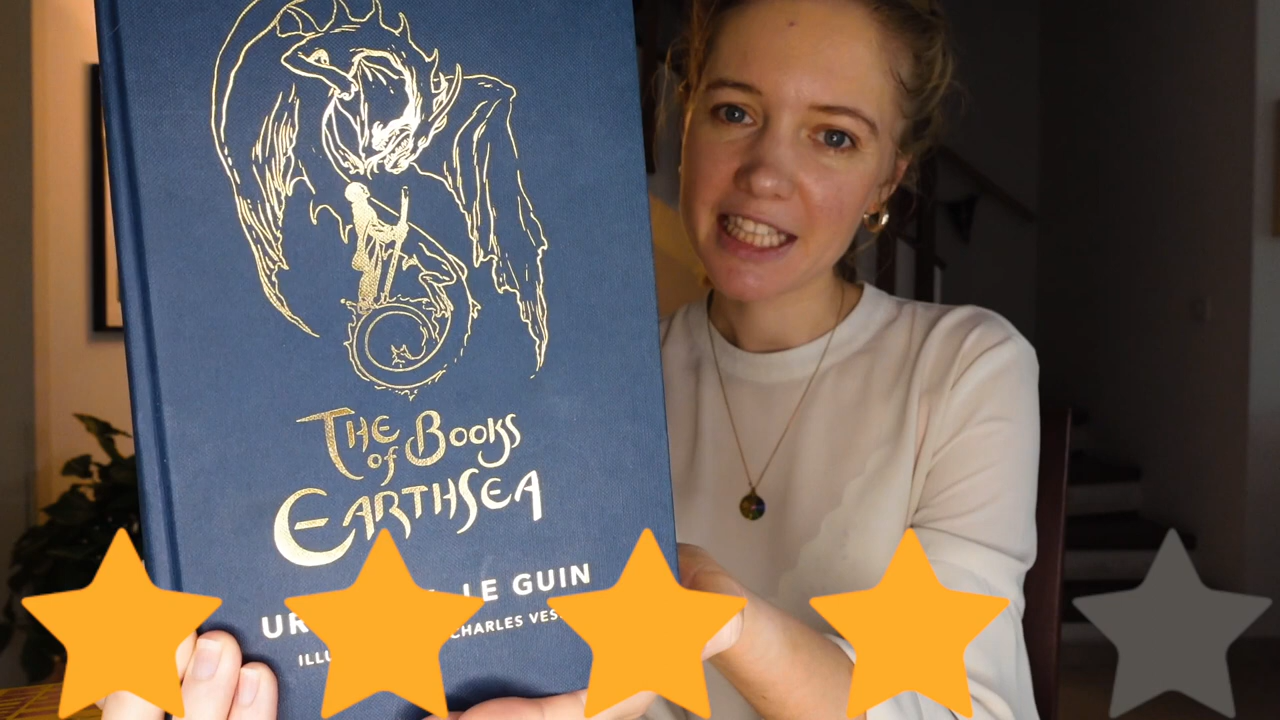 THE BOOKS
of
EARTHSEA
LE GUIN
CHARLES